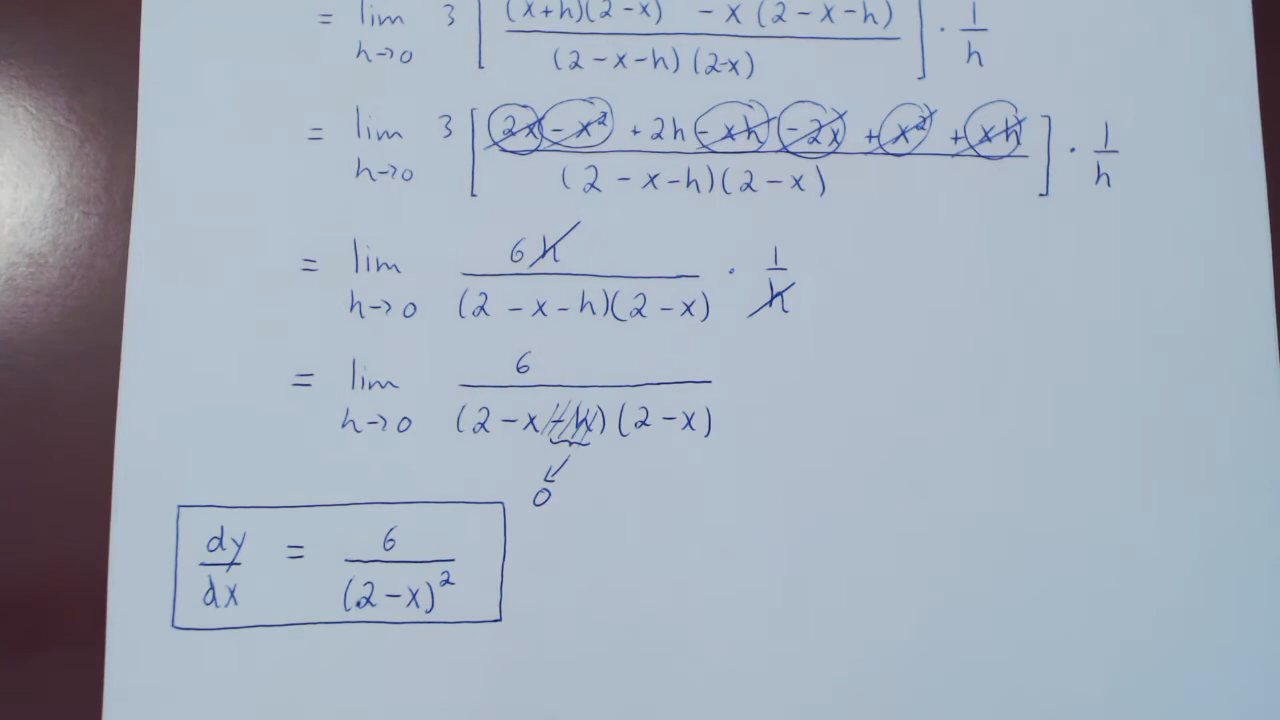 = lim h→0 3 [ (x+h)(2-x) - x(2-x-h) / (2-x-h)(2-x) ] · 1/h
= lim h→0 3 [ 2x - x² + 2h - xh - 2x + x² + xh / (2-x-h)(2-x) ] · 1/h
= lim h→0 6h / (2-x-h)(2-x) · 1/h
= lim h→0 6 / (2-x-h)(2-x)
0
dy/dx = 6 / (2-x)²